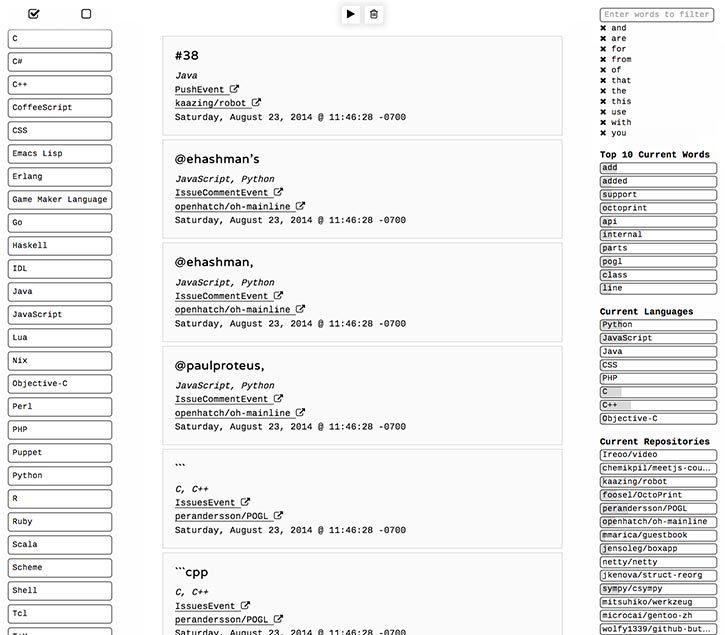 C
C#
C++
CoffeeScript
CSS
Emacs Lisp
Erlang
Game Maker Language
Go
Haskell
IDL
Java
JavaScript
Lua
Nix
Objective-C
Perl
PHP
Puppet
Python
R
Ruby
Scala
Scheme
Shell
Tcl
#38
Java
PushEvent
kaazing/robot
Saturday, August 23, 2014 @ 11:46:28 -0700
@ehashman's
JavaScript, Python
IssueCommentEvent
openhatch/oh-mainline
Saturday, August 23, 2014 @ 11:46:28 -0700
@ehashman,
JavaScript, Python
IssueCommentEvent
openhatch/oh-mainline
Saturday, August 23, 2014 @ 11:46:28 -0700
@paulproteus,
JavaScript, Python
IssueCommentEvent
openhatch/oh-mainline
Saturday, August 23, 2014 @ 11:46:28 -0700
```
C, C++
IssuesEvent
perandersson/POGL
Saturday, August 23, 2014 @ 11:46:28 -0700
```cpp
C, C++
IssuesEvent
perandersson/POGL
Saturday, August 23, 2014 @ 11:46:28 -0700
Enter words to filter
and
are
for
from
of
that
the
this
use
with
you
Top 10 Current Words
add
added
support
octoprint
api
internal
parts
pogl
class
line
Current Languages
Python
JavaScript
Java
CSS
PHP
C
C++
Objective-C
Current Repositories
Ireoo/video
chemikpil/meetjs-cou...
kaazing/robot
foosel/OctoPrint
perandersson/POGL
openhatch/oh-mainline
mmarica/guestbook
jensoleg/boxapp
netty/netty
jkenova/struct-reorg
sympy/csympy
mitsuhiko/werkzeug
microcai/gentoo-zh
wolfy1339/github-but...